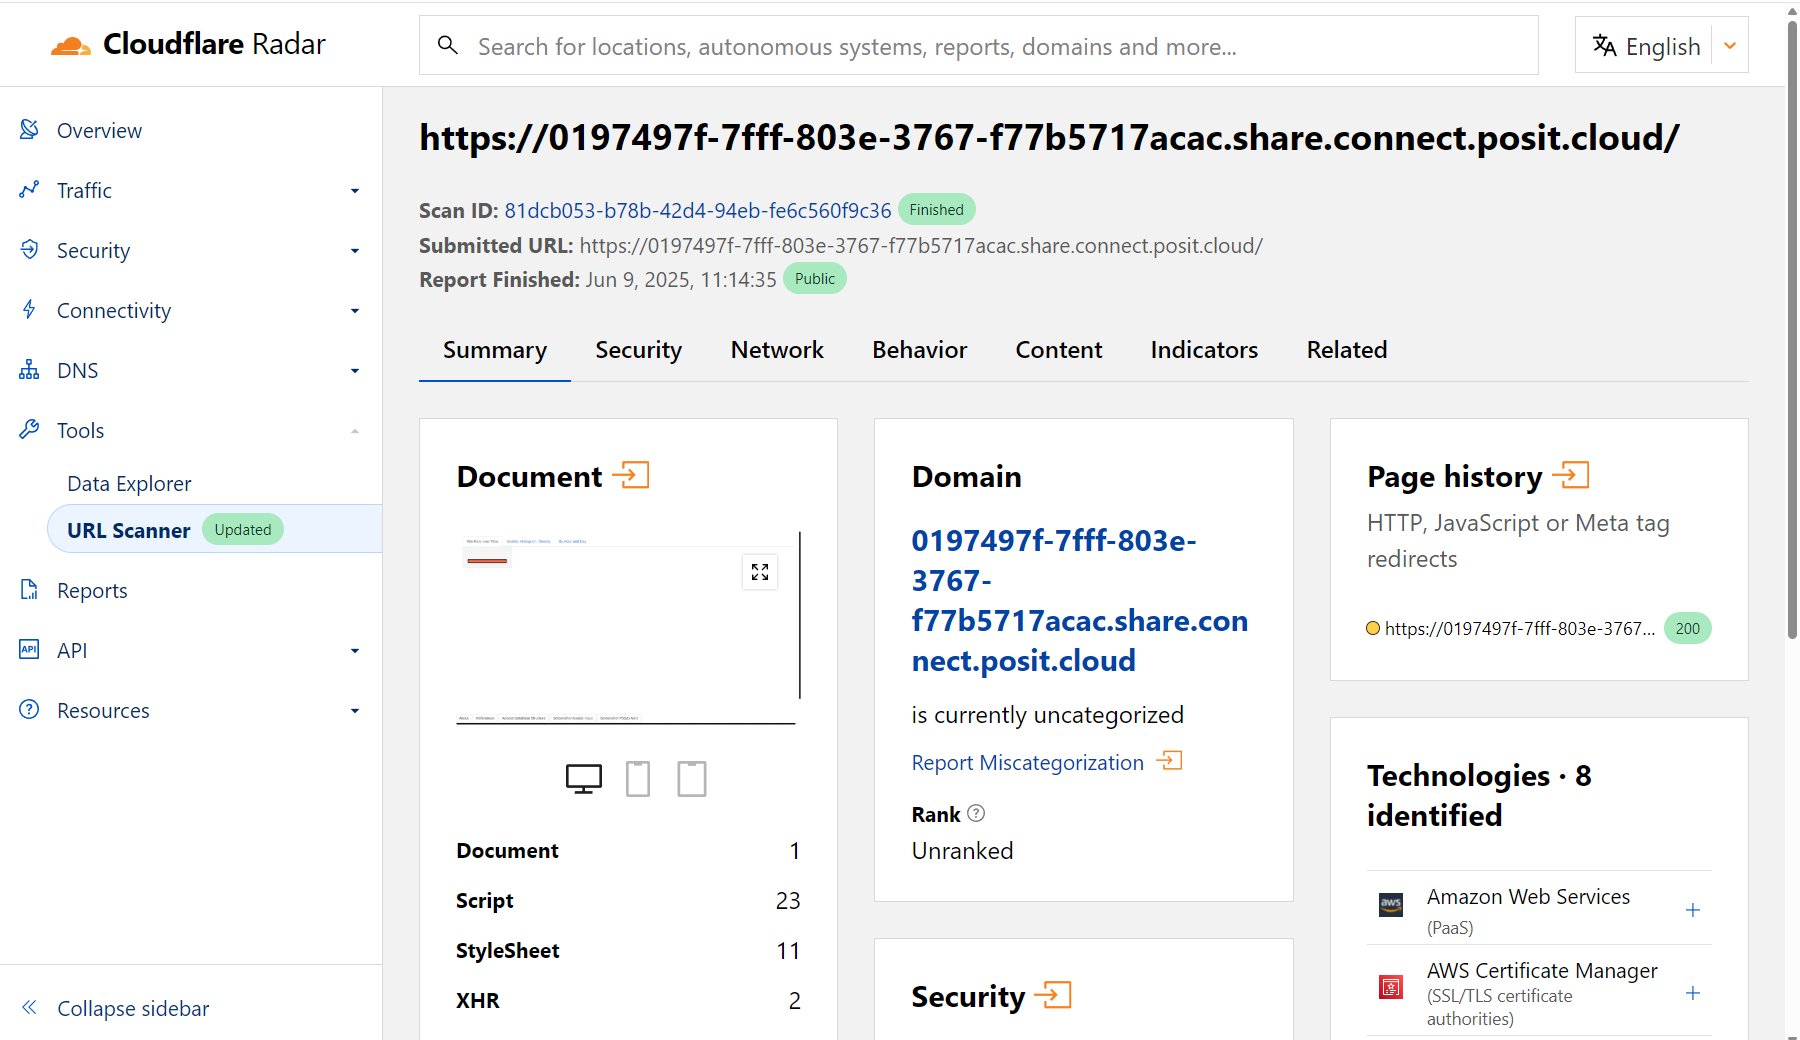 Cloudflare Radar
Search for locations, autonomous systems, reports, domains and more...
English
Overview
Traffic
Security
Connectivity
DNS
Tools
Data Explorer
URL Scanner Updated
Reports
API
Resources
Collapse sidebar
https://0197497f-7fff-803e-3767-f77b5717acac.share.connect.posit.cloud/
Scan ID: 81dcb053-b78b-42d4-94eb-fe6c560f9c36 Finished
Submitted URL: https://0197497f-7fff-803e-3767-f77b5717acac.share.connect.posit.cloud/
Report Finished: Jun 9, 2025, 11:14:35 Public
Summary Security Network Behavior Content Indicators Related
Document
Document 1
Script 23
StyleSheet 11
XHR 2
Domain
0197497f-7fff-803e-
3767-
f77b5717acac.share.con
nect.posit.cloud
is currently uncategorized
Report Miscategorization
Rank
Unranked
Security
Page history
HTTP, JavaScript or Meta tag
redirects
https://0197497f-7fff-803e-3767... 200
Technologies · 8
identified
aws
Amazon Web Services
(PaaS)
AWS Certificate Manager
(SSL/TLS certificate
authorities)